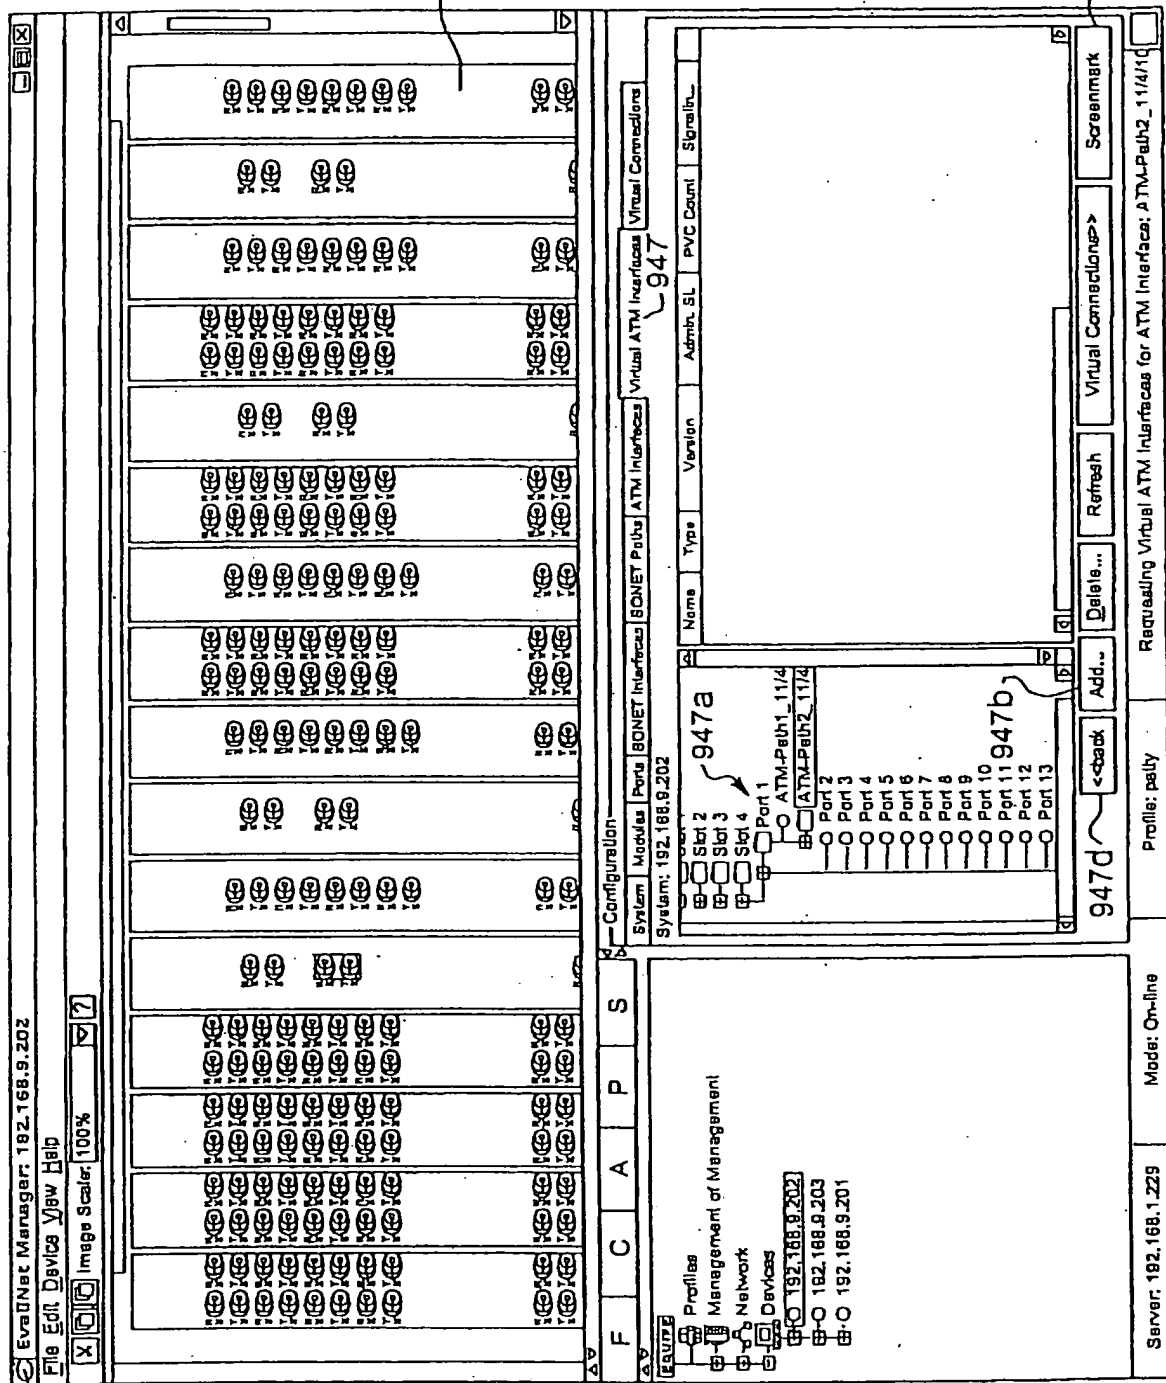 EvalNet Manager: 192.168.9.202
File Edit Device View Help
Image Scale: 100%
F C A P S
Profiles
Management of Management
Network
Devices
192.168.9.202
192.168.9.203
192.168.9.201
Configuration
System Modules Ports SONET Interfaces SONET Paths ATM Interfaces Virtual ATM Interfaces Virtual Connections
947
System: 192.168.9.202
Slot 2
Slot 3
Slot 4
Port 1
947a
ATM-Path1_11/4
ATM-Path2_11/4
Port 2
Port 3
Port 4
Port 5
Port 6
Port 7
Port 8
Port 9
Port 10
Port 11
Port 12
Port 13
947b
Name Type Version Admin. SL PVC Count Signalin...
947d
<<back Add... Delete... Refresh Virtual Connections>> Screenmark
Server: 192.168.1.229 Mode: On-line Profile: patty Requesting Virtual ATM Interfaces for ATM Interface: ATM-Path2_11/4/1